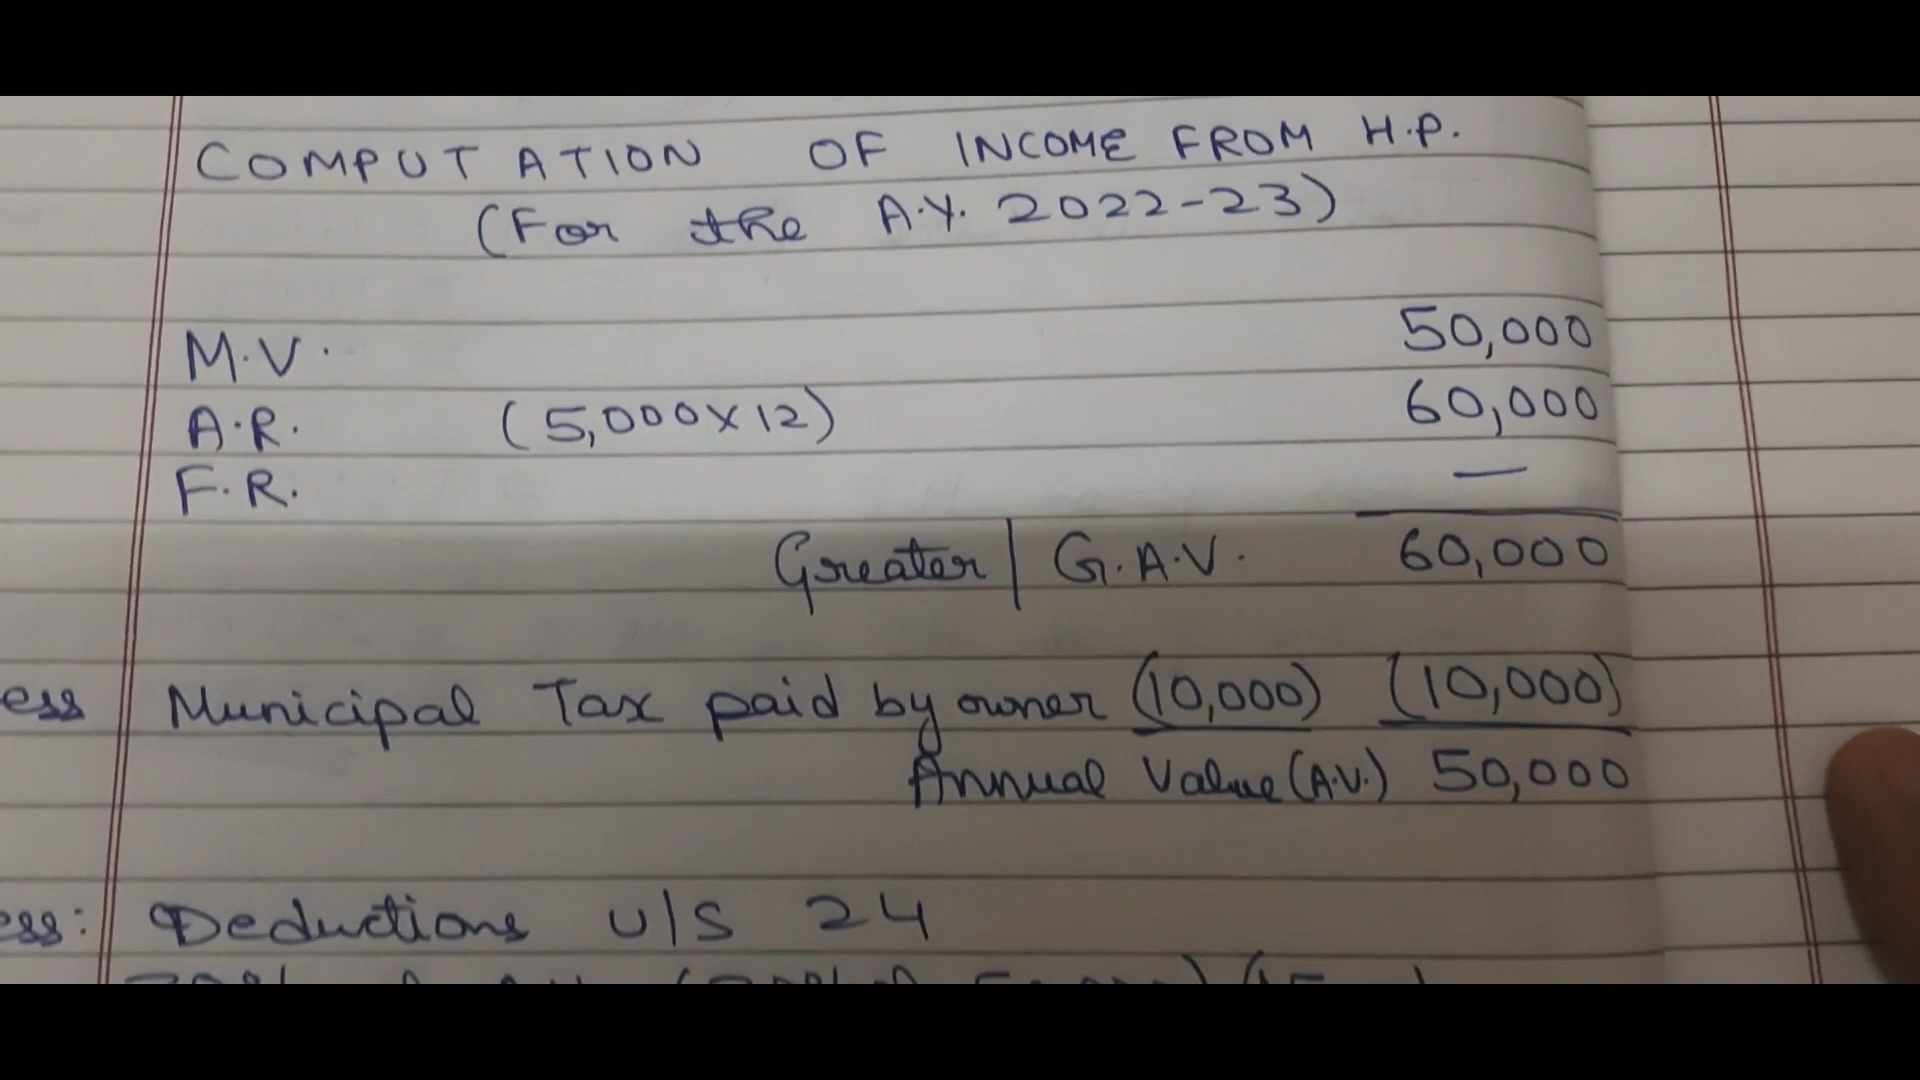 COMPUTATION OF INCOME FROM H.P.
(For the A.Y. 2022-23)
M.V. 50,000
A.R. (5,000x12) 60,000
F.R. —
Greater | G.A.V. 60,000
ess Municipal Tax paid by owner (10,000) (10,000)
Annual Value (A.V.) 50,000
ess: Deductions U/S 24